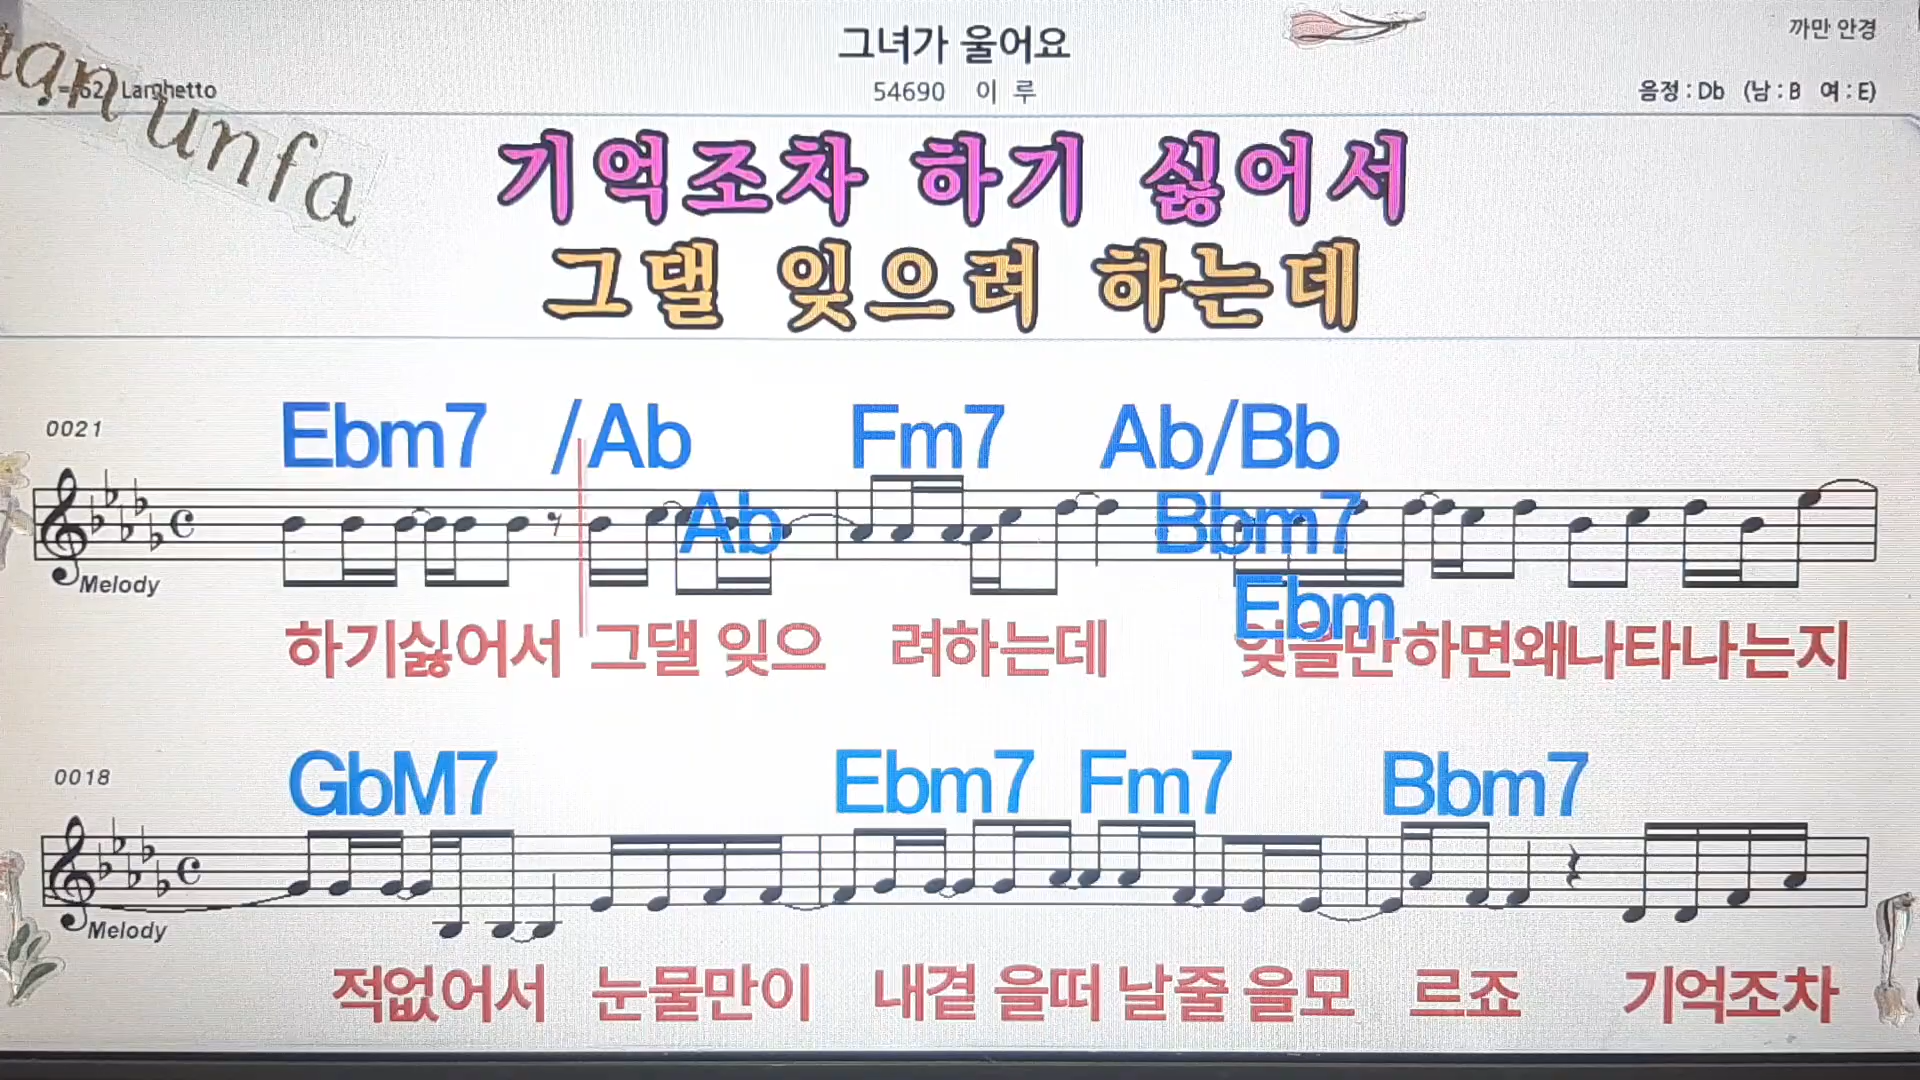 그녀가 울어요
까만 안경
=62 Larghetto
54690 이 루
음정 : Db (남 : B 여 : E)
unfa
기억조차 하기 싫어서
그댈 잊으려 하는데
0021
Ebm7 /Ab Fm7 Ab/Bb
Ab Bbm7
Ebm
Melody
하기싫어서 그댈 잊으 려하는데 잊을만하면왜나타나는지
0018
GbM7 Ebm7 Fm7 Bbm7
Melody
적없어서 눈물만이 내곁 을떠 날줄 을모 르죠 기억조차